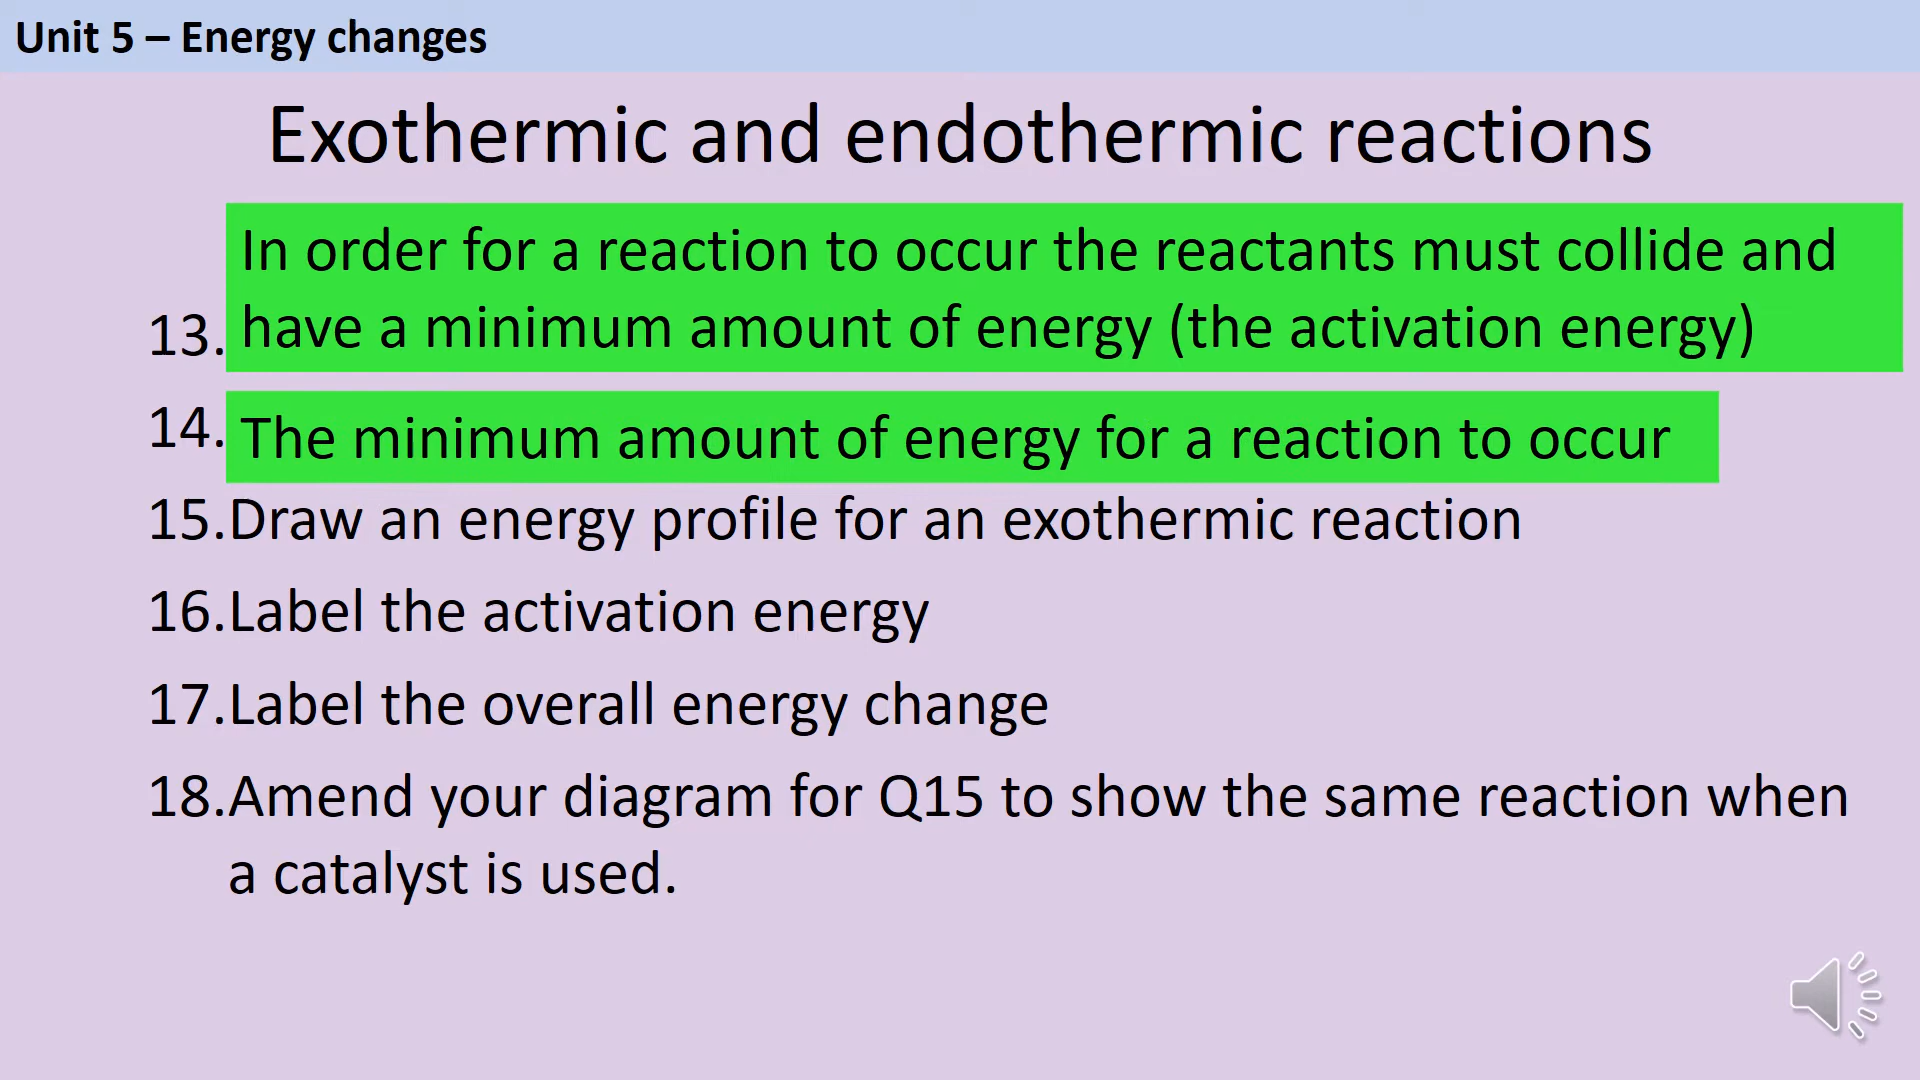 Unit 5 – Energy changes
Exothermic and endothermic reactions
In order for a reaction to occur the reactants must collide and
13. have a minimum amount of energy (the activation energy)
14. The minimum amount of energy for a reaction to occur
15. Draw an energy profile for an exothermic reaction
16. Label the activation energy
17. Label the overall energy change
18. Amend your diagram for Q15 to show the same reaction when
a catalyst is used.